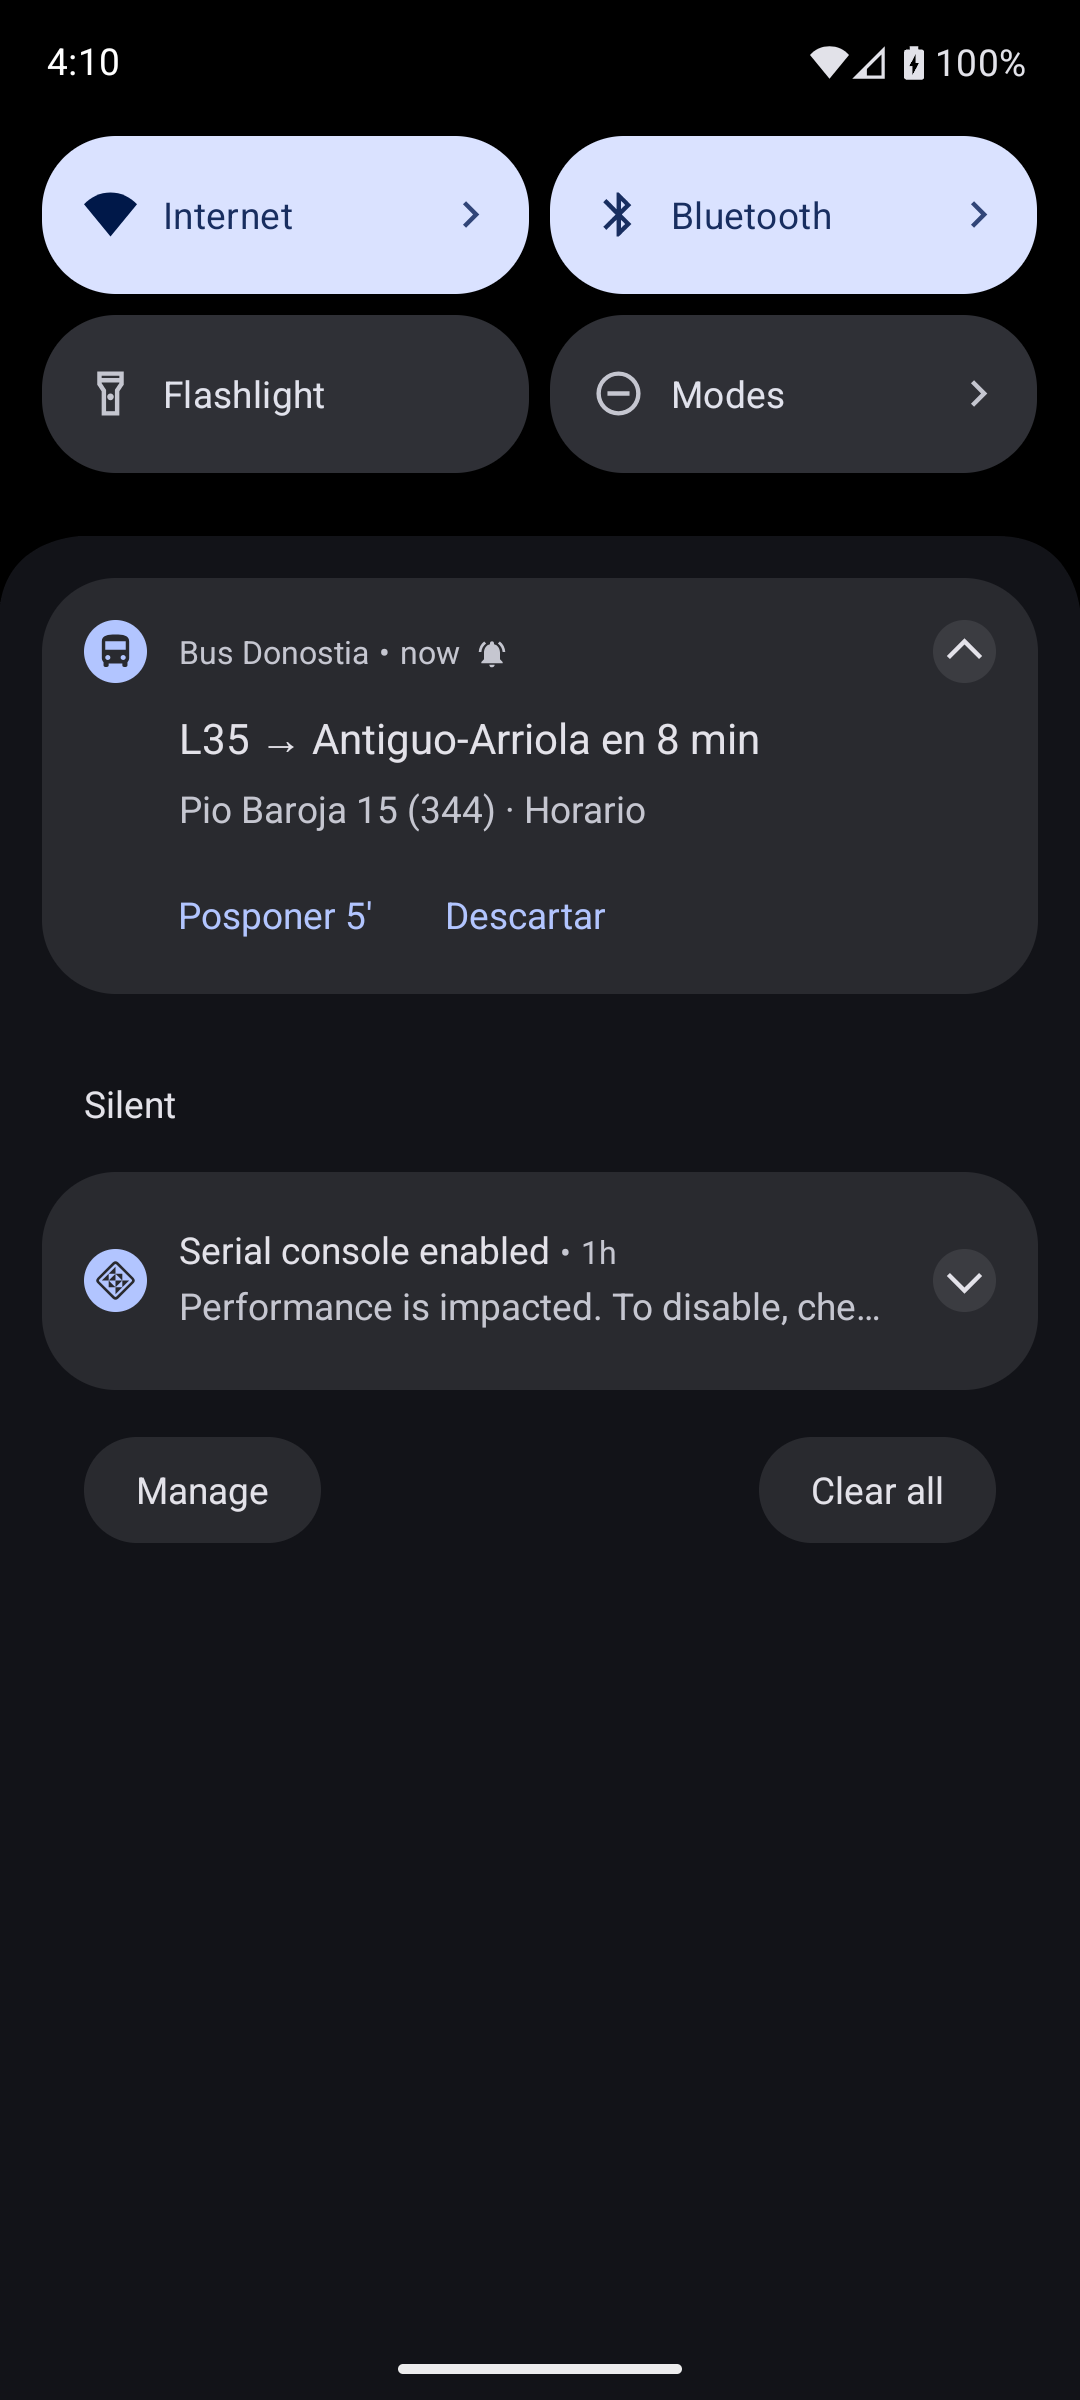 4:10
100%
Internet
Bluetooth
Flashlight
Modes
Bus Donostia • now
L35 → Antiguo-Arriola en 8 min
Pio Baroja 15 (344) · Horario
Posponer 5' Descartar
Silent
Serial console enabled • 1h
Performance is impacted. To disable, che…
Manage
Clear all